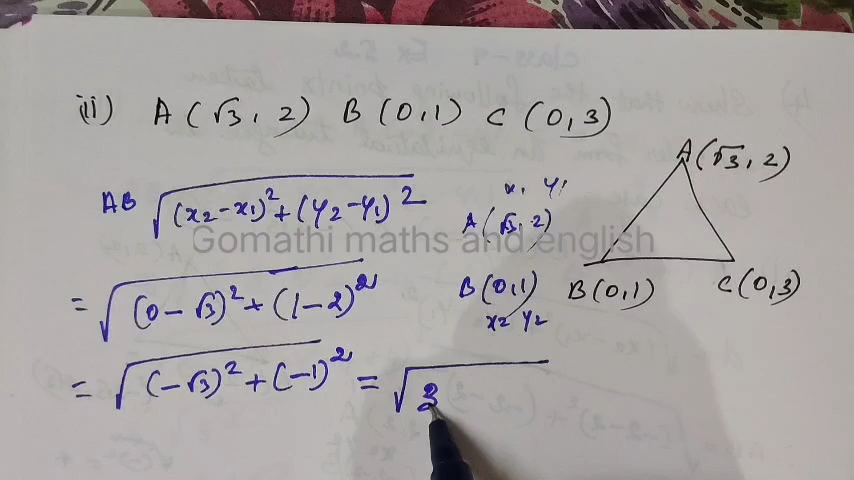 (ii) A(√3, 2) B(0,1) C(0,3)
A(√3, 2)
AB √(x₂-x₁)²+(y₂-y₁)²
x₁ y₁
A(√3, 2)
Gomathi maths and english
= √(0-√3)²+(1-2)²
B(0,1)
x₂ y₂
B(0,1) C(0,3)
= √(-√3)²+(-1)² = √3